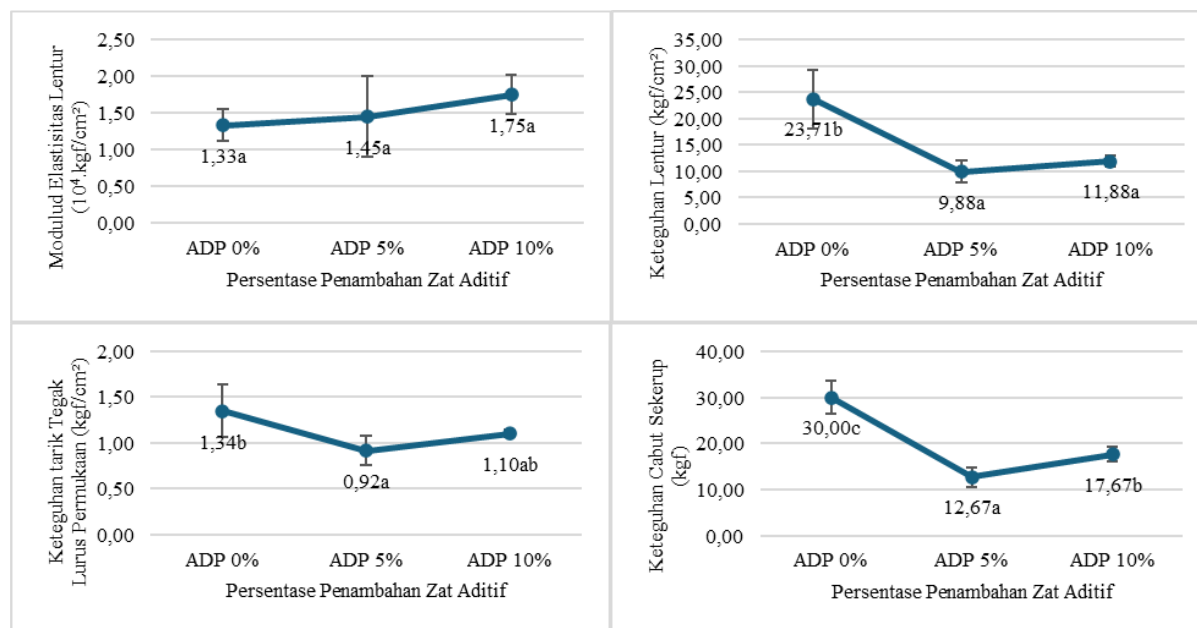 Modulud Elastisitas Lentur
(10⁴.kgf/cm²)
2,50
2,00
1,50
1,00
0,50
0,00
1,33a
1,45a
1,75a
ADP 0%
ADP 5%
ADP 10%
Persentase Penambahan Zat Aditif
Keteguhan Lentur (kgf/cm²)
35,00
30,00
25,00
20,00
15,00
10,00
5,00
0,00
23,71b
9,88a
11,88a
ADP 0%
ADP 5%
ADP 10%
Persentase Penambahan Zat Aditif
Keteguhan tarik Tegak
Lurus Permukaan (kgf/cm²)
2,00
1,50
1,00
0,50
0,00
1,34b
0,92a
1,10ab
ADP 0%
ADP 5%
ADP 10%
Persentase Penambahan Zat Aditif
Keteguhan Cabut Sekerup
(kgf)
40,00
30,00
20,00
10,00
0,00
30,00c
12,67a
17,67b
ADP 0%
ADP 5%
ADP 10%
Persentase Penambahan Zat Aditif